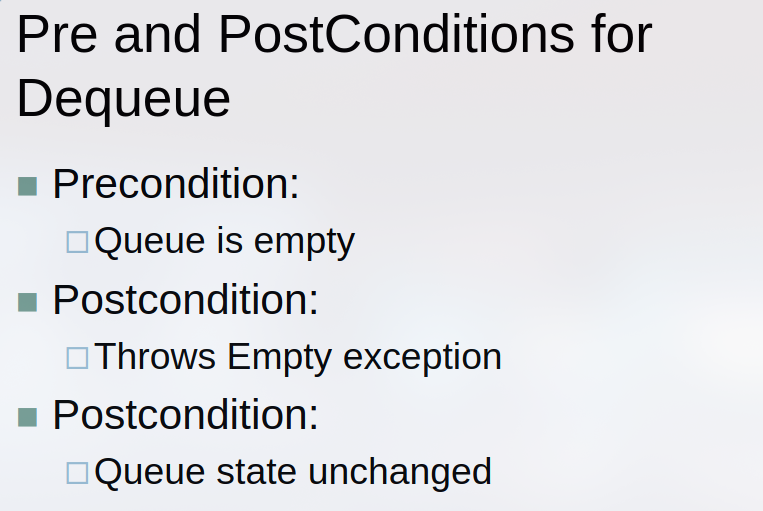 Pre and PostConditions for
Dequeue
Precondition:
Queue is empty
Postcondition:
Throws Empty exception
Postcondition:
Queue state unchanged